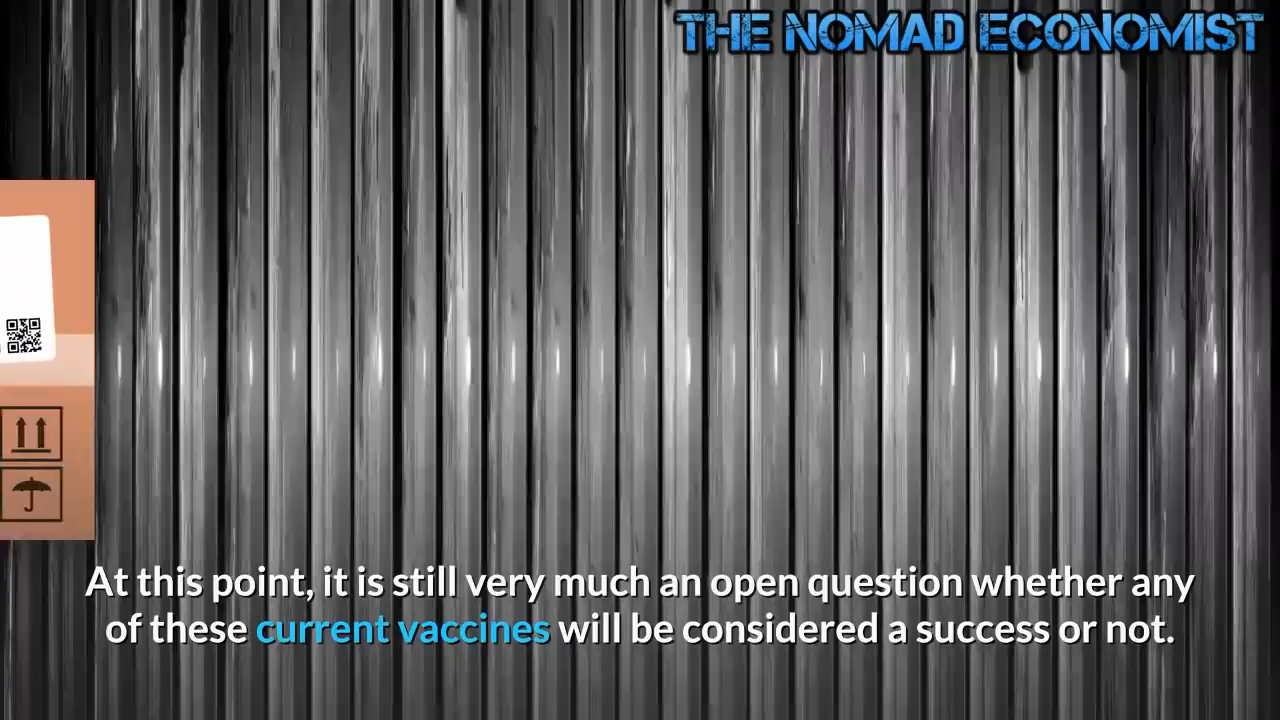 THE NOMAD ECONOMIST
At this point, it is still very much an open question whether any
of these current vaccines will be considered a success or not.